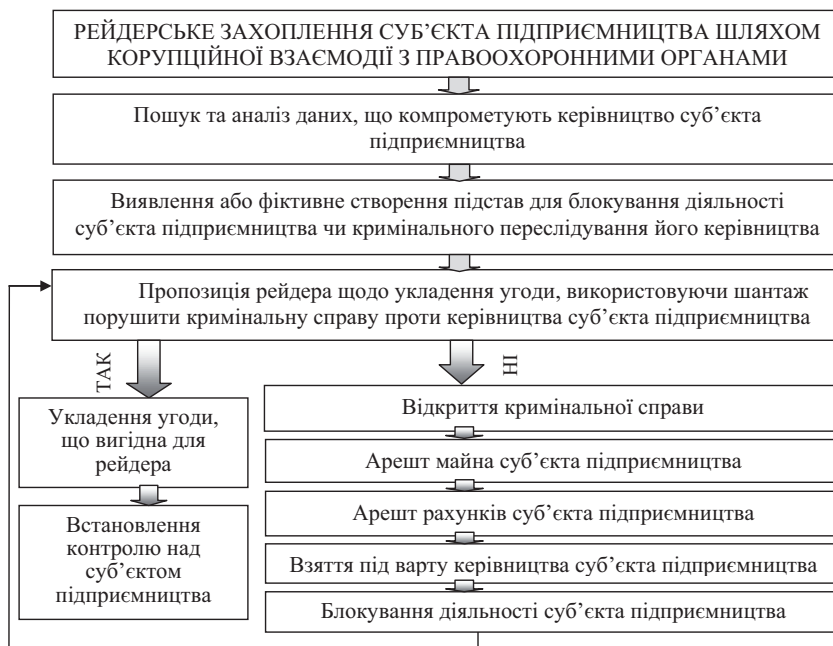 РЕЙДЕРСЬКЕ ЗАХОПЛЕННЯ СУБ’ЄКТА ПІДПРИЄМНИЦТВА ШЛЯХОМ
КОРУПЦІЙНОЇ ВЗАЄМОДІЇ З ПРАВООХОРОННИМИ ОРГАНАМИ
Пошук та аналіз даних, що компрометують керівництво суб’єкта
підприємництва
Виявлення або фіктивне створення підстав для блокування діяльності
суб’єкта підприємництва чи кримінального переслідування його керівництва
Пропозиція рейдера щодо укладення угоди, використовуючи шантаж
порушити кримінальну справу проти керівництва суб’єкта підприємництва
ТАК
НІ
Укладення угоди,
що вигідна для
рейдера
Встановлення
контролю над
суб’єктом
підприємництва
Відкриття кримінальної справи
Арешт майна суб’єкта підприємництва
Арешт рахунків суб’єкта підприємництва
Взяття під варту керівництва суб’єкта підприємництва
Блокування діяльності суб’єкта підприємництва